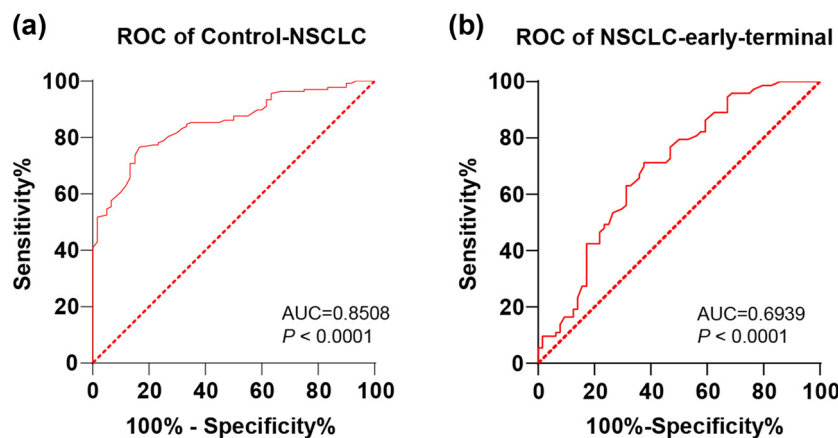 (a)
ROC of Control-NSCLC
100
80
60
40
20
0
Sensitivity%
AUC=0.8508
P < 0.0001
0 20 40 60 80 100
100% - Specificity%
(b)
ROC of NSCLC-early-terminal
100
80
60
40
20
0
Sensitivity%
AUC=0.6939
P < 0.0001
0 20 40 60 80 100
100%-Specificity%